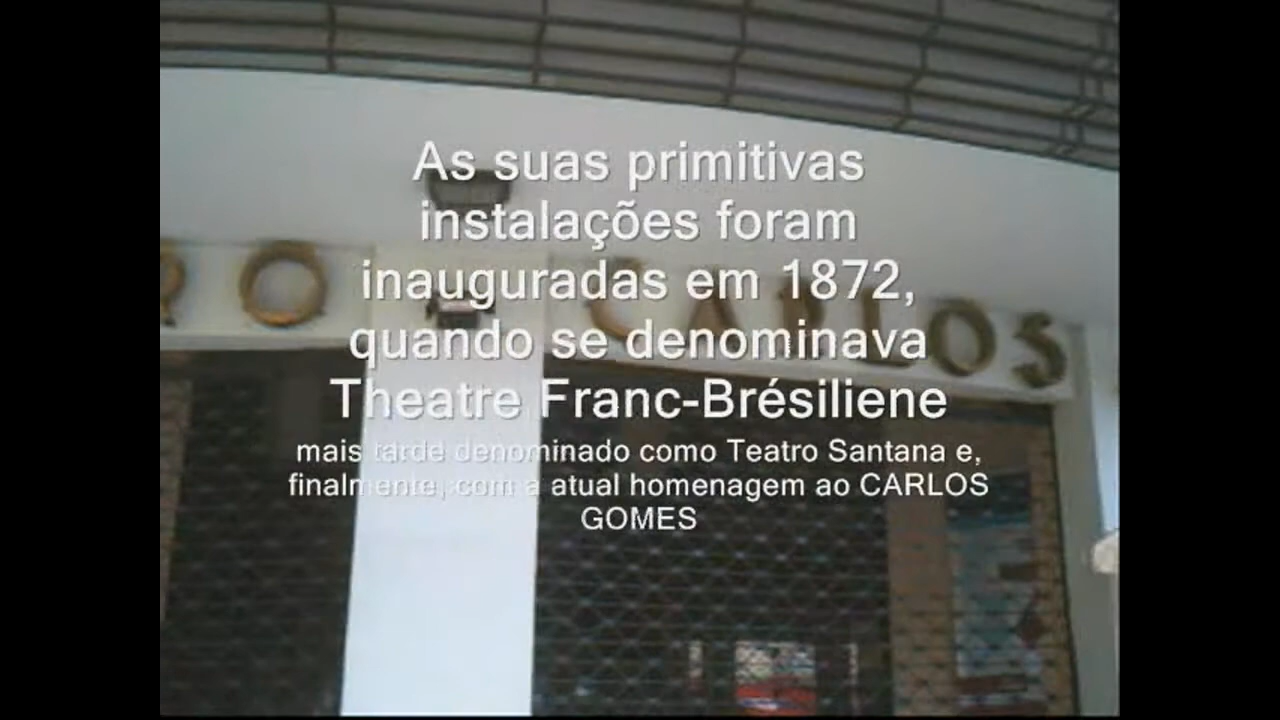 As suas primitivas
instalações foram
inauguradas em 1872,
quando se denominava
Theatre Franc-Brésiliene
mais tarde denominado como Teatro Santana e,
finalmente, com a atual homenagem ao CARLOS
GOMES
RO CARLOS